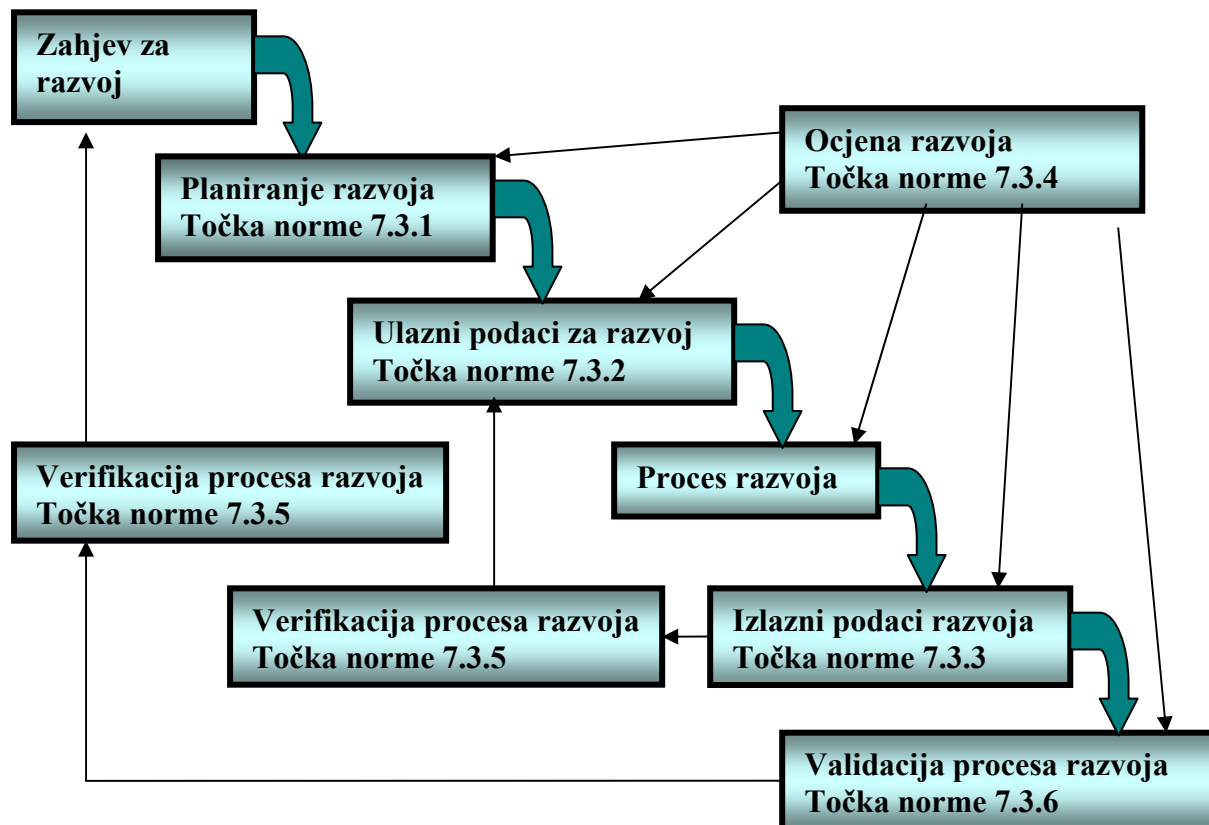 Zahjev za
razvoj
Ocjena razvoja
Točka norme 7.3.4
Planiranje razvoja
Točka norme 7.3.1
Ulazni podaci za razvoj
Točka norme 7.3.2
Verifikacija procesa razvoja
Točka norme 7.3.5
Proces razvoja
Verifikacija procesa razvoja
Točka norme 7.3.5
Izlazni podaci razvoja
Točka norme 7.3.3
Validacija procesa razvoja
Točka norme 7.3.6